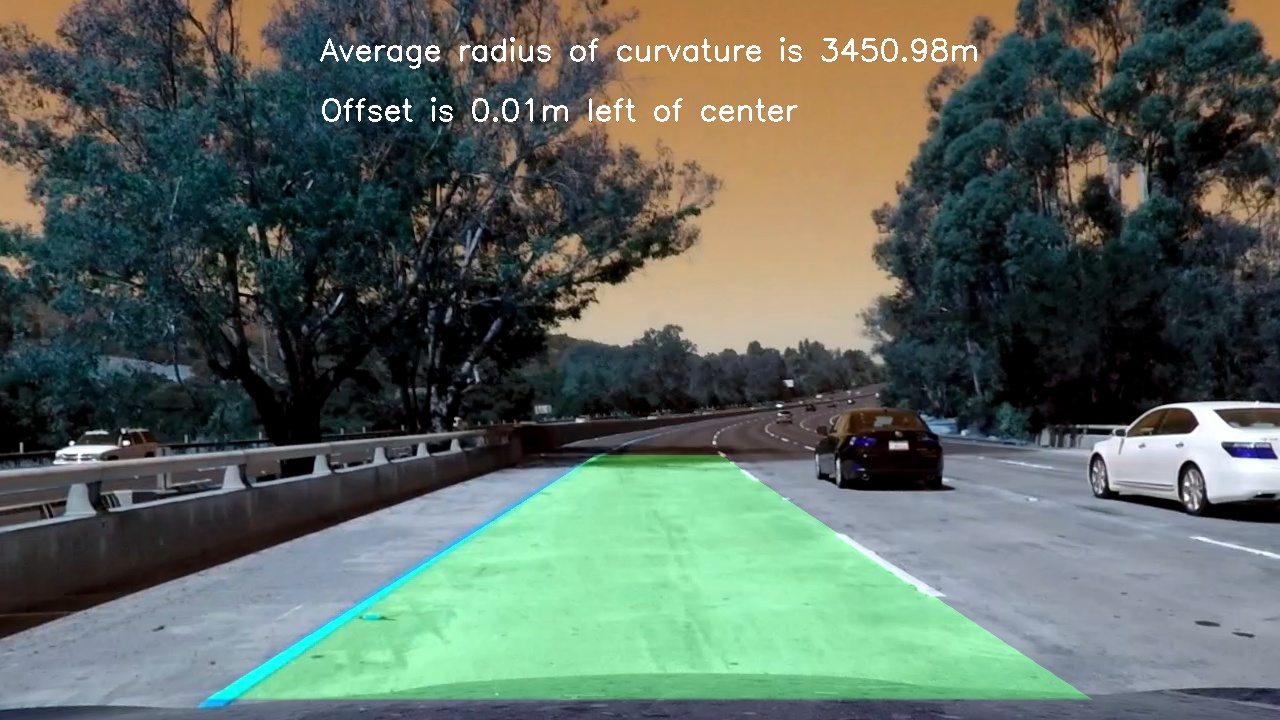 Average radius of curvature is 3450.98m
Offset is 0.01m left of center